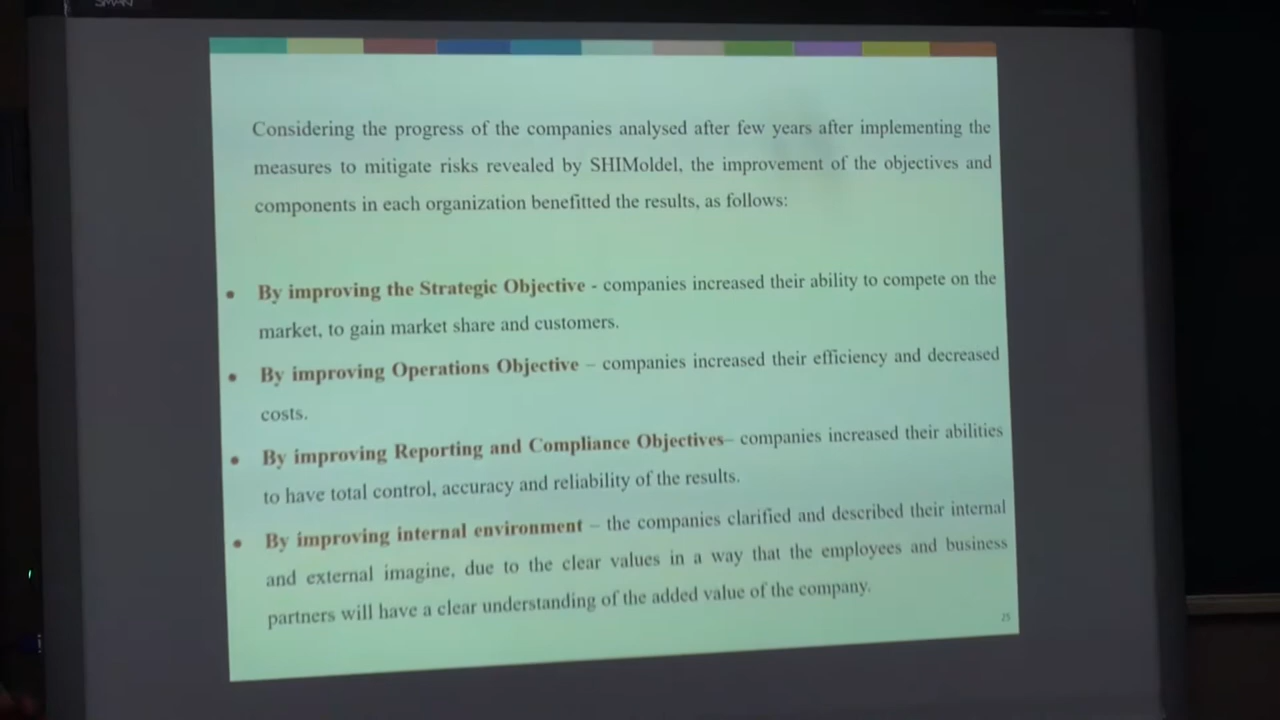 SMART
Considering the progress of the companies analysed after few years after implementing the
measures to mitigate risks revealed by SHIMoldel, the improvement of the objectives and
components in each organization benefitted the results, as follows:
• By improving the Strategic Objective - companies increased their ability to compete on the
market, to gain market share and customers.
• By improving Operations Objective – companies increased their efficiency and decreased
costs.
• By improving Reporting and Compliance Objectives– companies increased their abilities
to have total control, accuracy and reliability of the results.
• By improving internal environment – the companies clarified and described their internal
and external imagine, due to the clear values in a way that the employees and business
partners will have a clear understanding of the added value of the company.
25